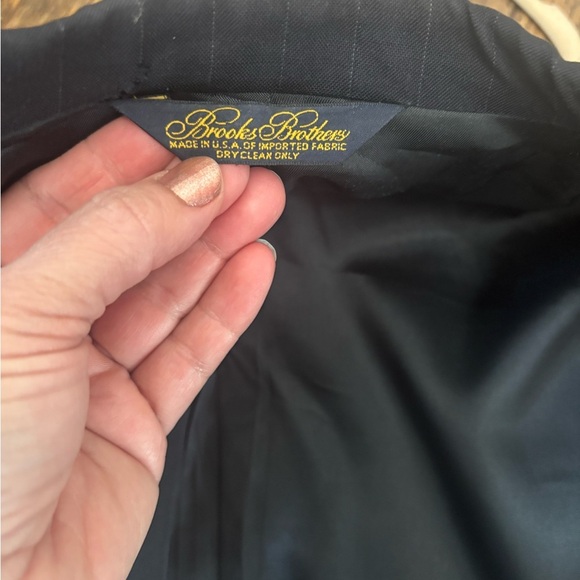 Brooks Brothers
MADE IN U.S.A. OF IMPORTED FABRIC
DRY CLEAN ONLY